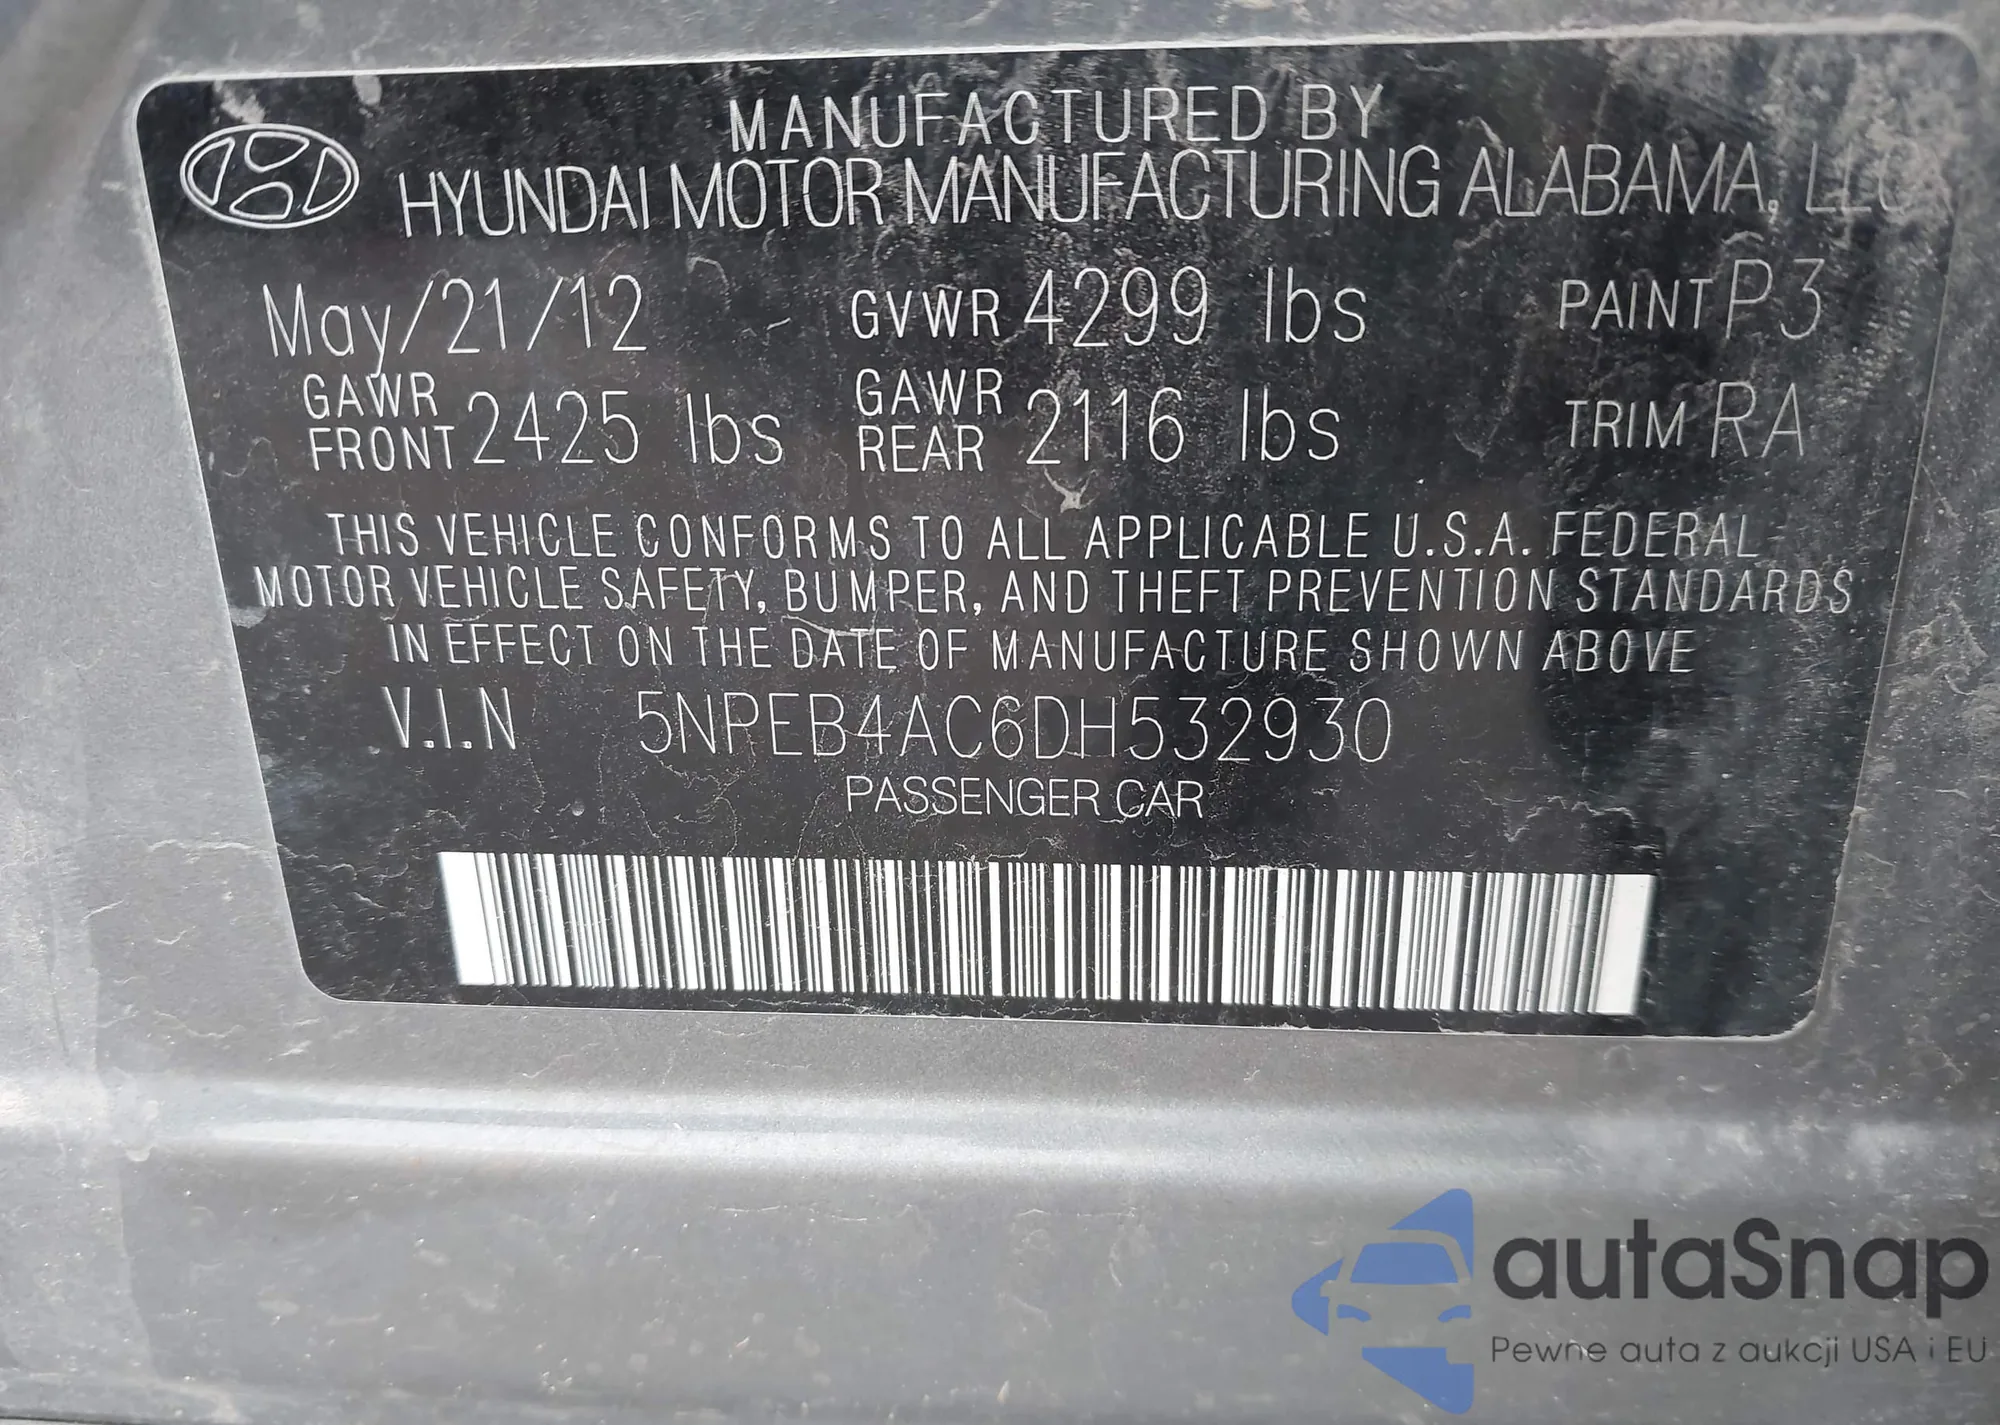 MANUFACTURED BY
HYUNDAI MOTOR MANUFACTURING ALABAMA, LLC
May/21/12 GVWR 4299 lbs PAINT P3
GAWR FRONT 2425 lbs GAWR REAR 2116 lbs TRIM RA
THIS VEHICLE CONFORMS TO ALL APPLICABLE U.S.A. FEDERAL
MOTOR VEHICLE SAFETY, BUMPER, AND THEFT PREVENTION STANDARDS
IN EFFECT ON THE DATE OF MANUFACTURE SHOWN ABOVE
V.I.N 5NPEB4AC6DH532930
PASSENGER CAR
autaSnap
Pewne auta z aukcji USA i EU